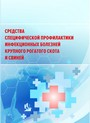 СРЕДСТВА
СПЕЦИФИЧЕСКОЙ ПРОФИЛАКТИКИ
ИНФЕКЦИОННЫХ БОЛЕЗНЕЙ
КРУПНОГО РОГАТОГО СКОТА
И СВИНЕЙ